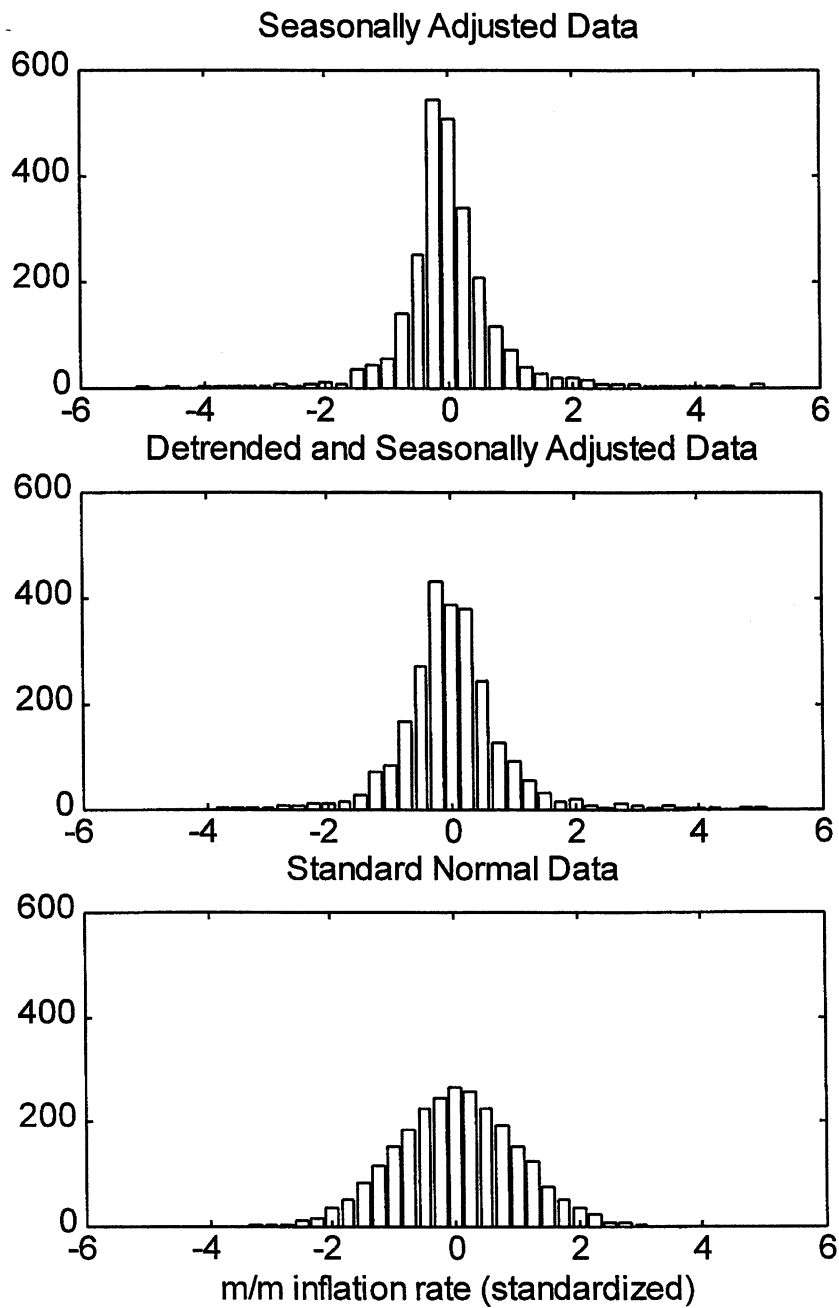 Seasonally Adjusted Data
600
400
200
0
-6 -4 -2 0 2 4 6
Detrended and Seasonally Adjusted Data
600
400
200
0
-6 -4 -2 0 2 4 6
Standard Normal Data
600
400
200
0
-6 -4 -2 0 2 4 6
m/m inflation rate (standardized)